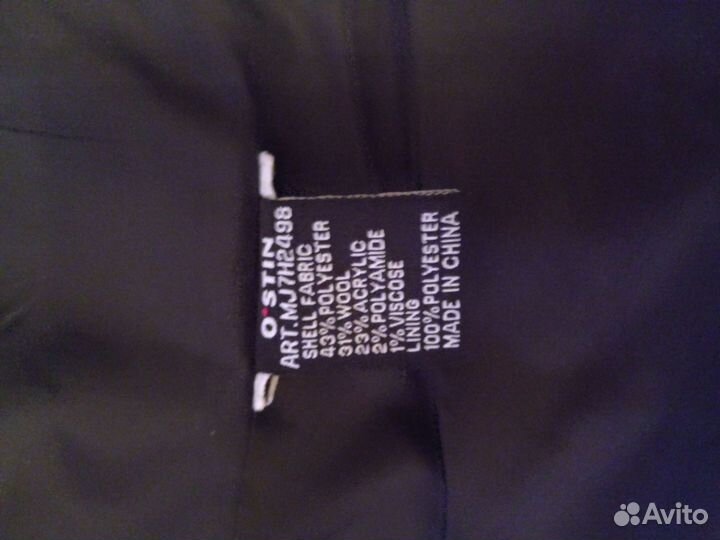 O'STIN
ART.MJ7H2498
SHELL FABRIC
43% POLYESTER
31% WOOL
23% ACRYLIC
2% POLYAMIDE
1% VISCOSE
LINING
100%POLYESTER
MADE IN CHINA
Avito